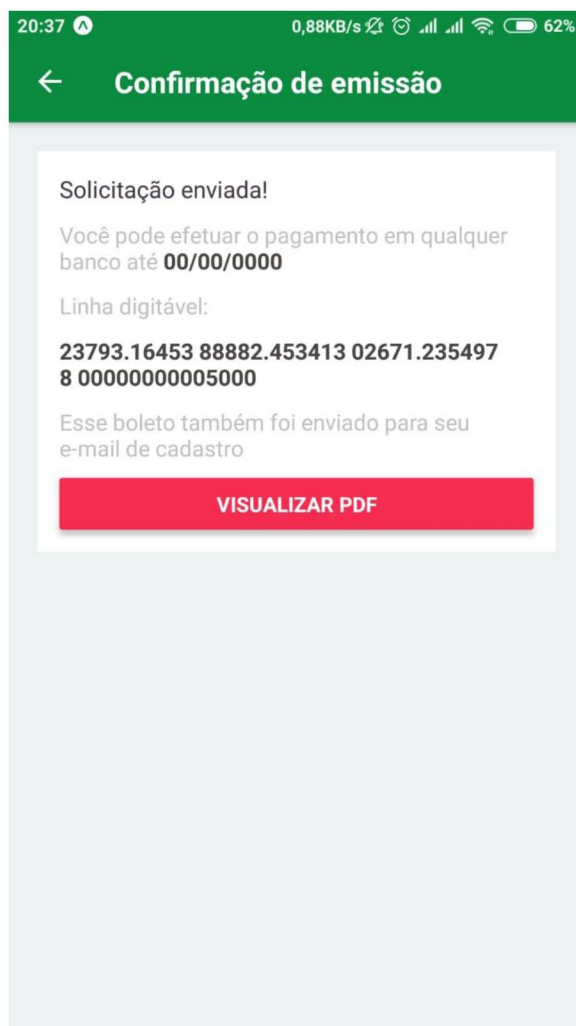 20:37 0,88KB/s 62%
Confirmação de emissão
Solicitação enviada!
Você pode efetuar o pagamento em qualquer
banco até 00/00/0000
Linha digitável:
23793.16453 88882.453413 02671.235497
8 00000000005000
Esse boleto também foi enviado para seu
e-mail de cadastro
VISUALIZAR PDF